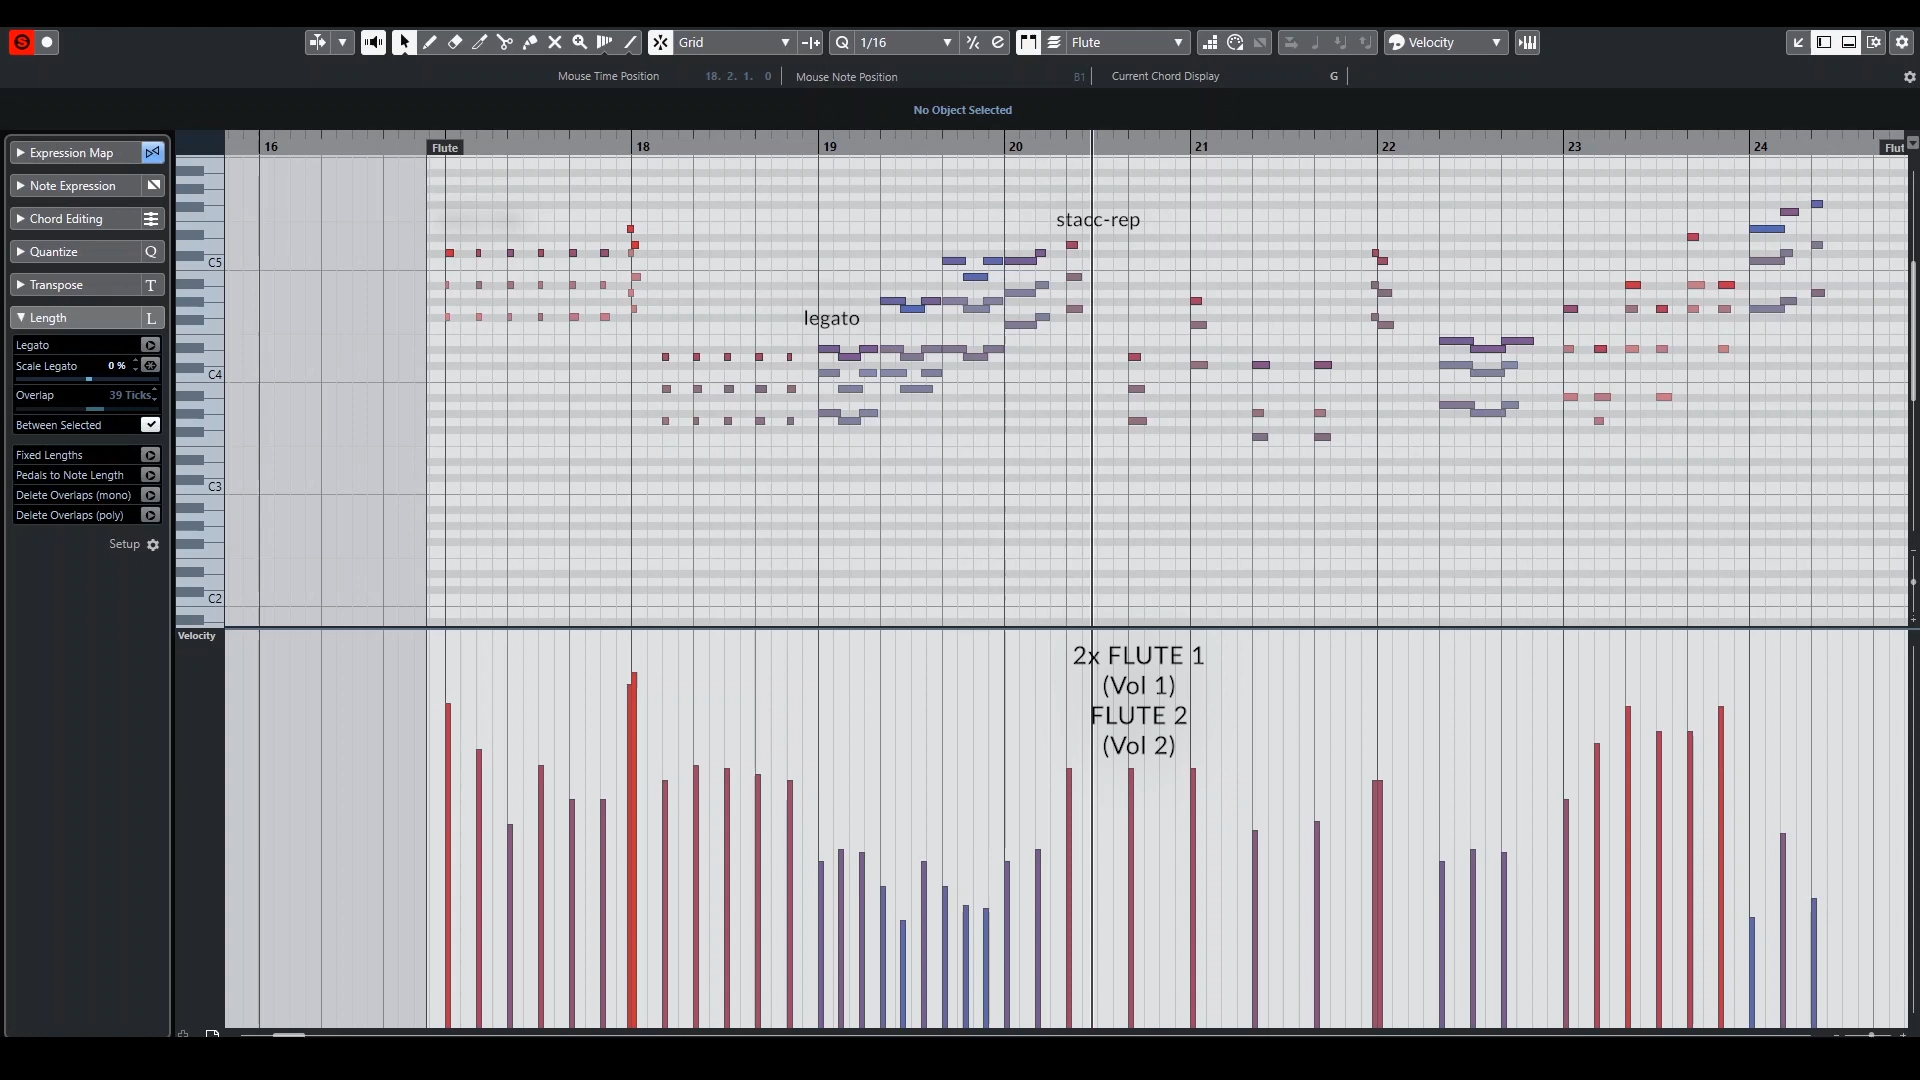 Grid
Q 1/16
Flute
Velocity
Mouse Time Position 18. 2. 1. 0
Mouse Note Position B1
Current Chord Display G
No Object Selected
Expression Map
Note Expression
Chord Editing
Quantize Q
Transpose T
Length L
Legato
Scale Legato 0 %
Overlap 39 Ticks
Between Selected
Fixed Lengths
Pedals to Note Length
Delete Overlaps (mono)
Delete Overlaps (poly)
Setup
16 Flute 18 19 20 21 22 23 24 Flut
stacc-rep
C5
legato
C4
C3
C2
Velocity
2x FLUTE 1
(Vol 1)
FLUTE 2
(Vol 2)